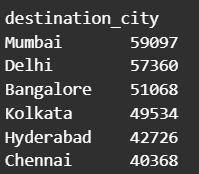 destination_city
Mumbai 59097
Delhi 57360
Bangalore 51068
Kolkata 49534
Hyderabad 42726
Chennai 40368